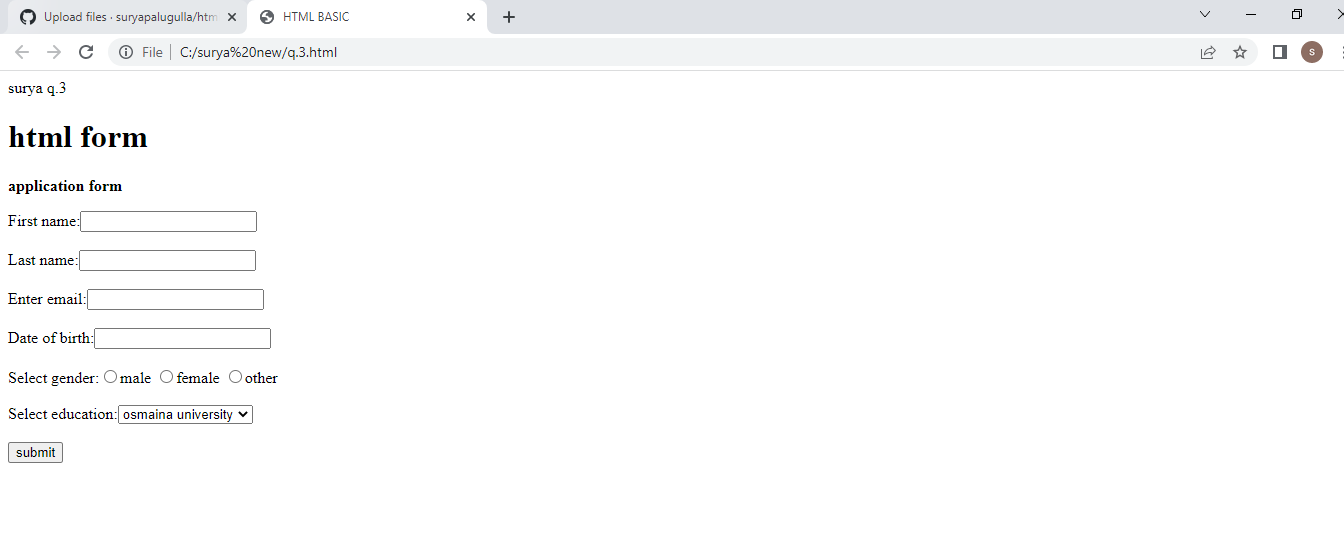 Upload files · suryapalugulla/htm
HTML BASIC
File C:/surya%20new/q.3.html
s
surya q.3
html form
application form
First name:
Last name:
Enter email:
Date of birth:
Select gender: male female other
Select education: osmaina university
submit